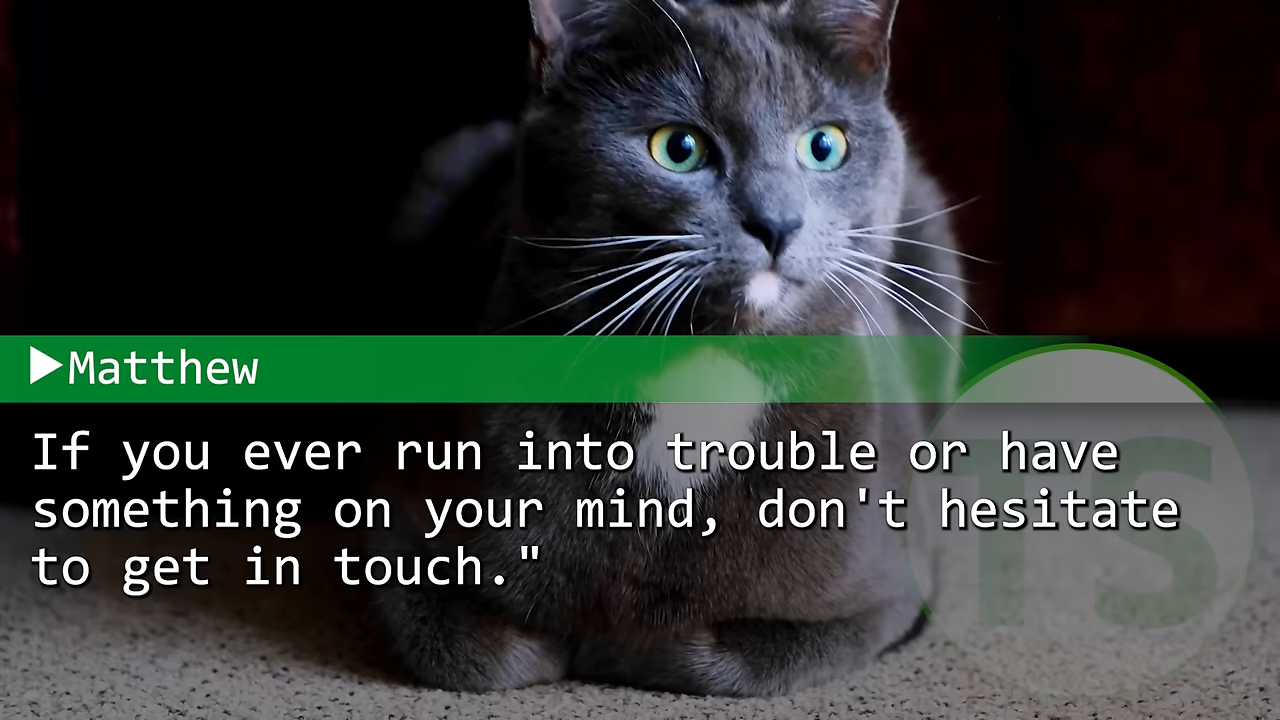 ▶Matthew
If you ever run into trouble or have
something on your mind, don't hesitate
to get in touch."
TS